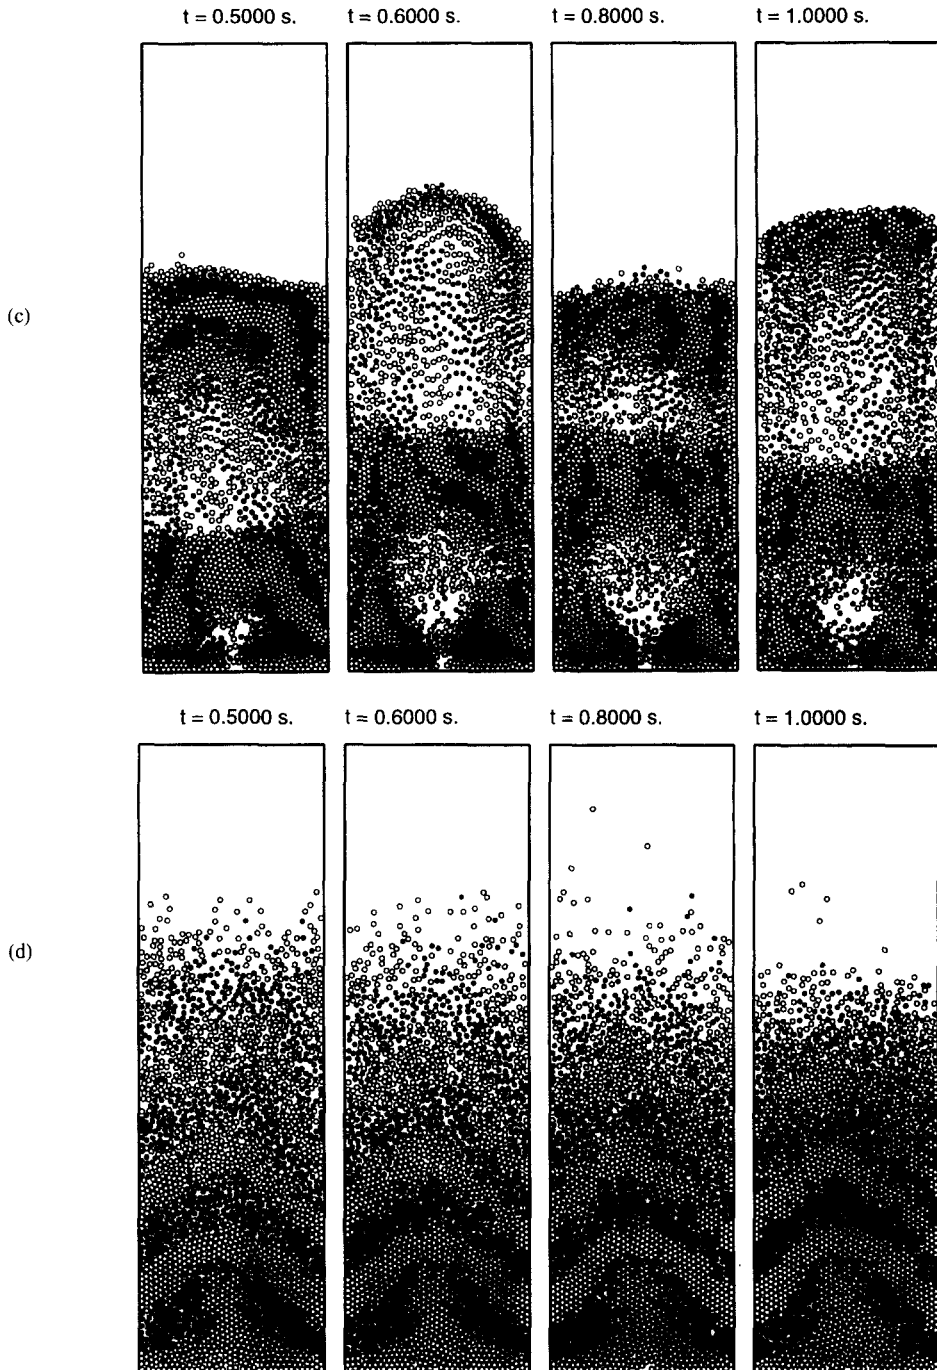 t = 0.5000 s. t = 0.6000 s. t = 0.8000 s. t = 1.0000 s.
(c)
t = 0.5000 s. t = 0.6000 s. t = 0.8000 s. t = 1.0000 s.
(d)